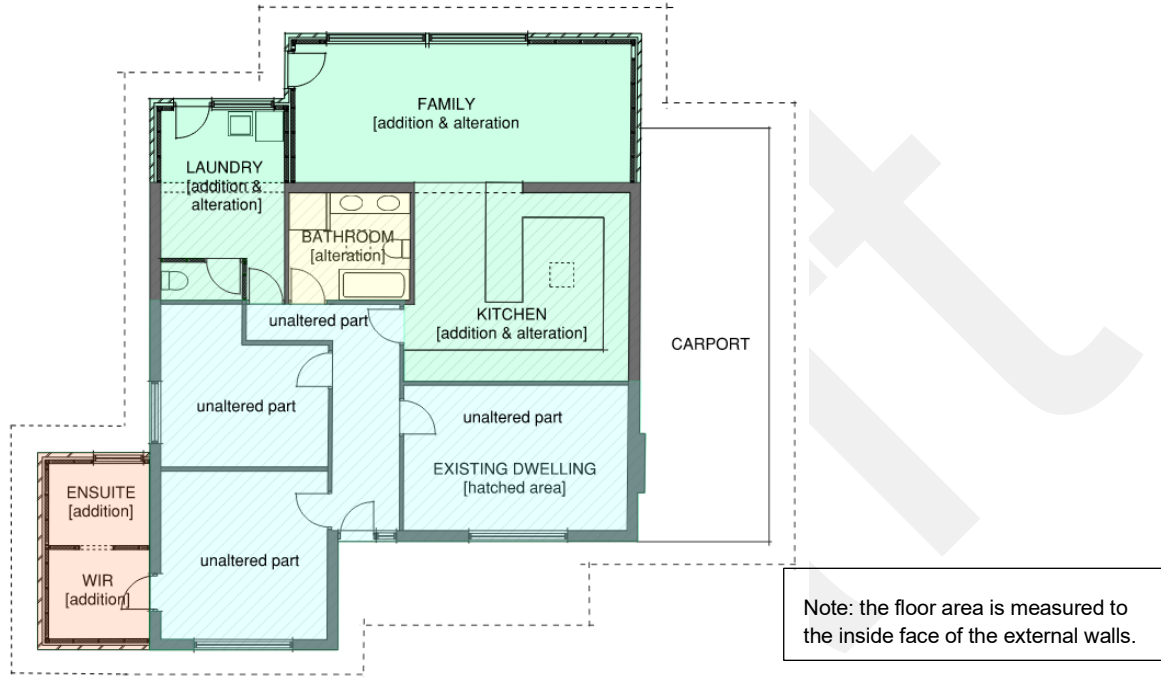 FAMILY
[addition & alteration
LAUNDRY
[addition &
alteration]
BATHROOM
[alteration]
KITCHEN
[addition & alteration]
unaltered part
CARPORT
unaltered part
unaltered part
EXISTING DWELLING
[hatched area]
ENSUITE
[addition]
unaltered part
WIR
[addition]
Note: the floor area is measured to
the inside face of the external walls.